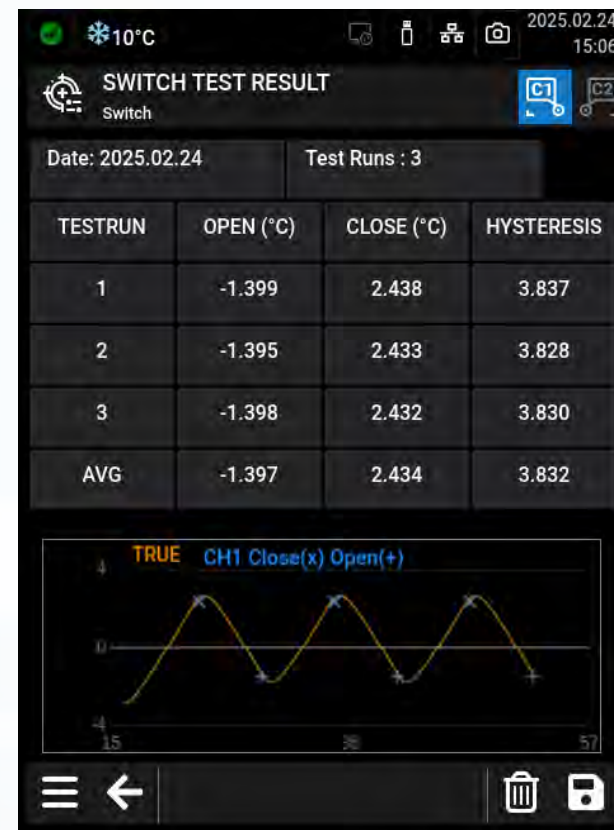 10°C
2025.02.24
15:06
SWITCH TEST RESULT
Switch
C1
C2
Date: 2025.02.24 Test Runs : 3
TESTRUN OPEN (°C) CLOSE (°C) HYSTERESIS
1 -1.399 2.438 3.837
2 -1.395 2.433 3.828
3 -1.398 2.432 3.830
AVG -1.397 2.434 3.832
TRUE CH1 Close(x) Open(+)
4
0
-4
15 36 57